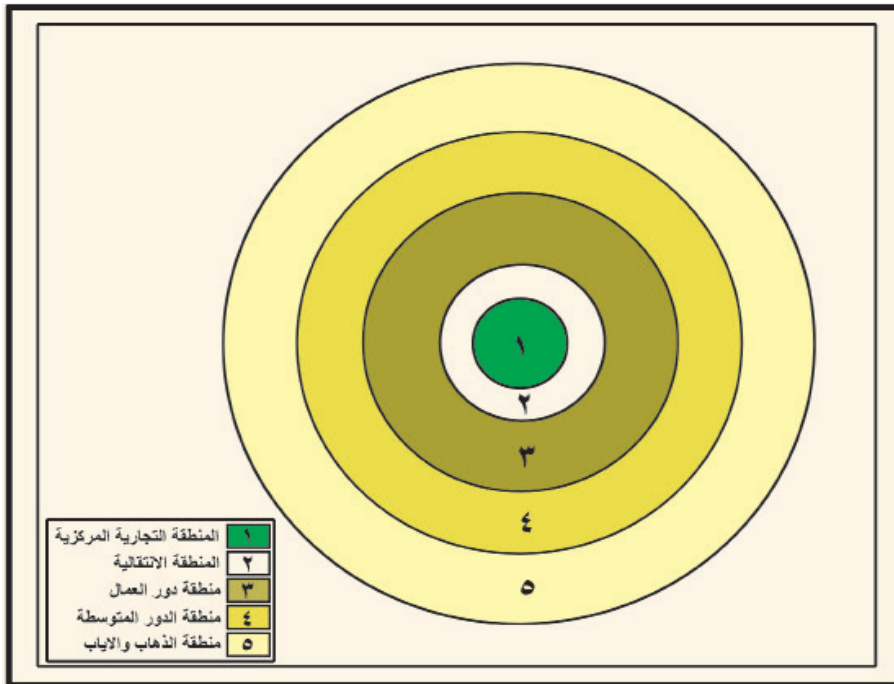 ١
٢
٣
٤
٥
١ المنطقة التجارية المركزية
٢ المنطقة الانتقالية
٣ منطقة دور العمال
٤ منطقة الدور المتوسطة
٥ منطقة الذهاب والاياب